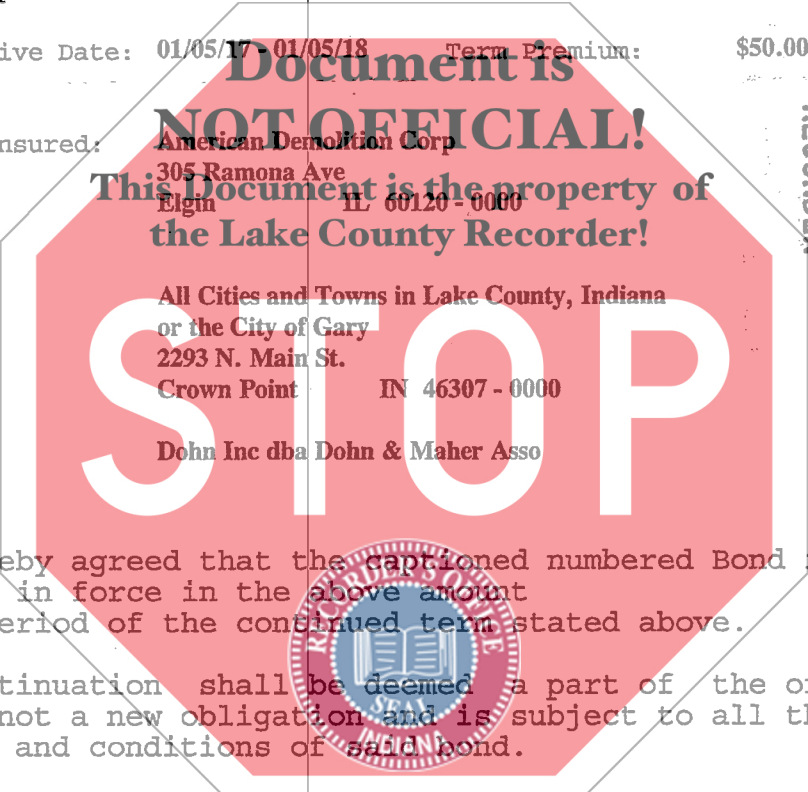 ive Date: 01/05/17 - 01/05/18 Term Premium: $50.00
Document is
NOT OFFICIAL!
nsured: American Demolition Corp
305 Ramona Ave
This Document is the property of
Elgin IL 60120 - 0000
the Lake County Recorder!
All Cities and Towns in Lake County, Indiana
or the City of Gary
2293 N. Main St.
Crown Point IN 46307 - 0000
STOP
Dohn Inc dba Dohn & Maher Asso
eby agreed that the captioned numbered Bond
in force in the above amount
eriod of the continued term stated above.
RECORDER'S OFFICE
SEAL
INDIANA
tinuation shall be deemed a part of the o
not a new obligation and is subject to all th
and conditions of said bond.